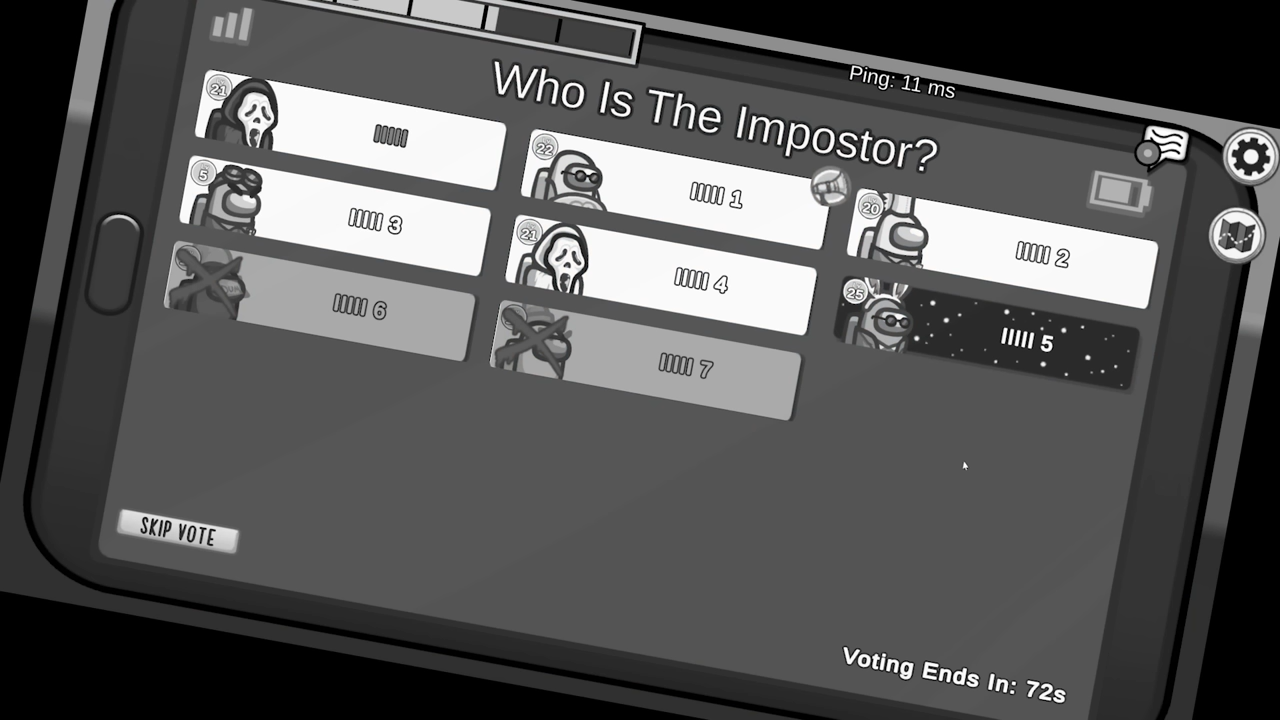 Ping: 11 ms
Who Is The Impostor?
21
IIIII
22
IIIII 1
20
IIIII 2
5
IIIII 3
21
IIIII 4
25
IIIII 5
IIIII 6
IIIII 7
SKIP VOTE
Voting Ends In: 72s